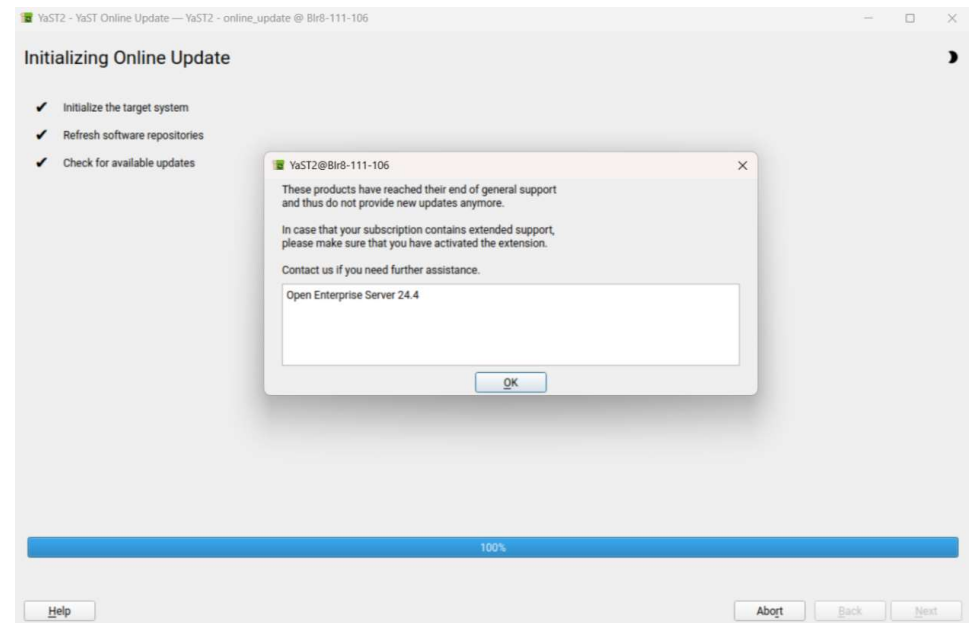 YaST2 - YaST Online Update — YaST2 - online_update @ Blr8-111-106
Initializing Online Update
✔ Initialize the target system
✔ Refresh software repositories
✔ Check for available updates
YaST2@Blr8-111-106
These products have reached their end of general support
and thus do not provide new updates anymore.
In case that your subscription contains extended support,
please make sure that you have activated the extension.
Contact us if you need further assistance.
Open Enterprise Server 24.4
OK
100%
Help
Abort
Back
Next